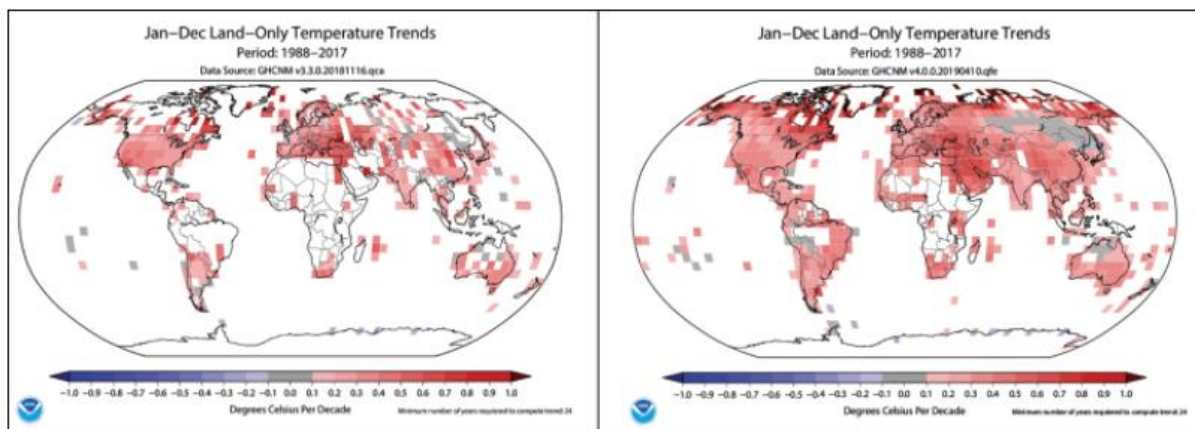 Jan–Dec Land–Only Temperature Trends
Period: 1988–2017
Data Source: GHCNM v3.3.0.20181116.qca
−1.0 −0.9 −0.8 −0.7 −0.6 −0.5 −0.4 −0.3 −0.2 −0.1 0.0 0.1 0.2 0.3 0.4 0.5 0.6 0.7 0.8 0.9 1.0
Degrees Celsius Per Decade
Minimum number of years required to compute trend: 24
Jan–Dec Land–Only Temperature Trends
Period: 1988–2017
Data Source: GHCNM v4.0.0.20190410.qfe
−1.0 −0.9 −0.8 −0.7 −0.6 −0.5 −0.4 −0.3 −0.2 −0.1 0.0 0.1 0.2 0.3 0.4 0.5 0.6 0.7 0.8 0.9 1.0
Degrees Celsius Per Decade
Minimum number of years required to compute trend: 24